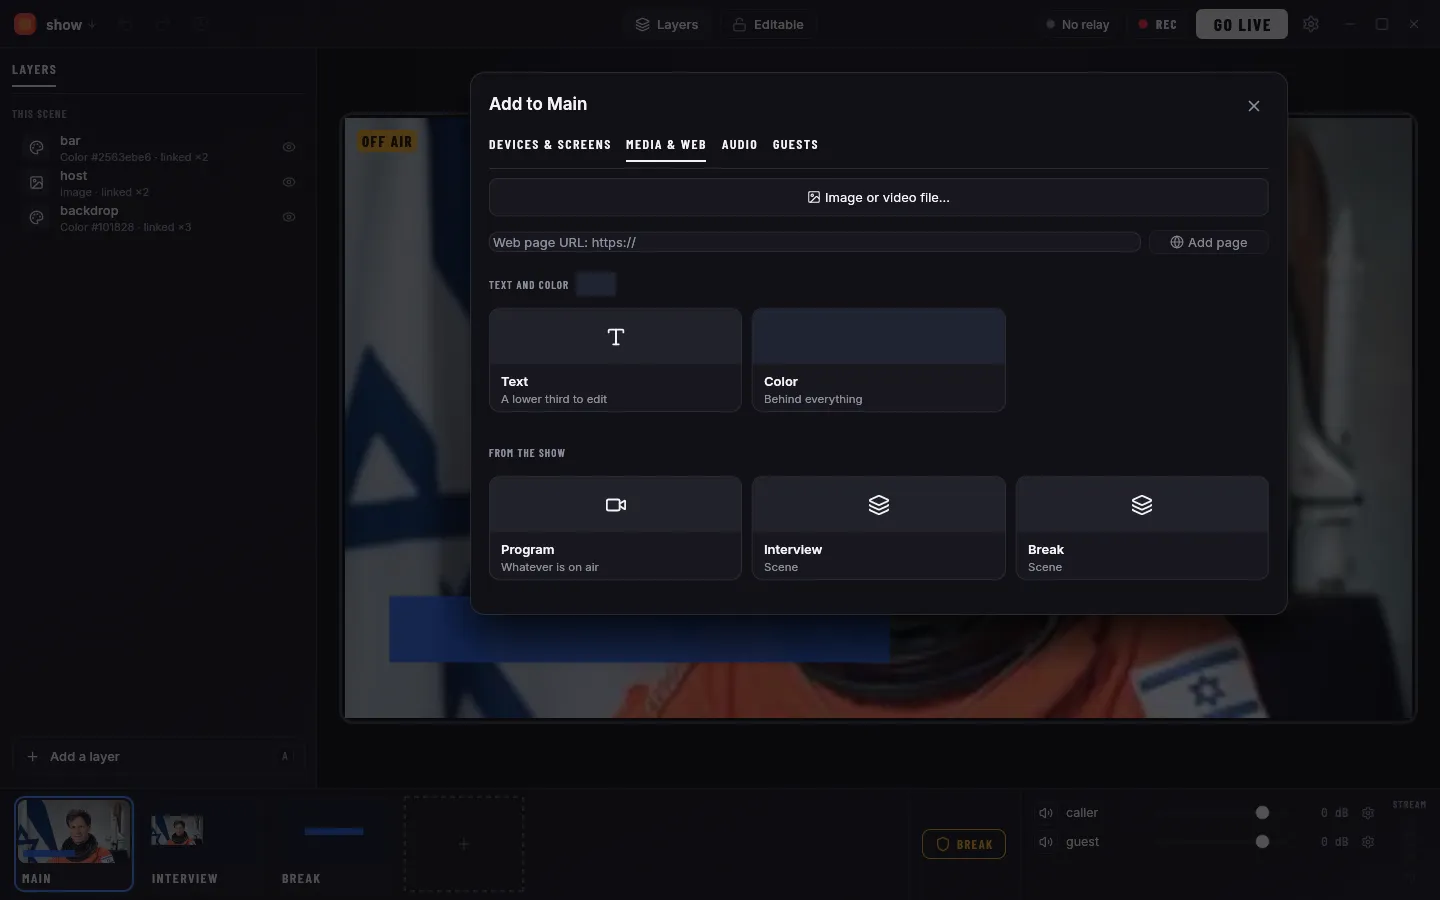 show
Layers
Editable
No relay
REC
GO LIVE
LAYERS
THIS SCENE
bar
Color #2563ebe6 · linked ×2
host
Image · linked ×2
backdrop
Color #101828 · linked ×3
OFF AIR
Add to Main
DEVICES & SCREENS
MEDIA & WEB
AUDIO
GUESTS
Image or video file...
Web page URL: https://
Add page
TEXT AND COLOR
Text
A lower third to edit
Color
Behind everything
FROM THE SHOW
Program
Whatever is on air
Interview
Scene
Break
Scene
Add a layer
A
MAIN
INTERVIEW
BREAK
BREAK
caller
0 dB
guest
0 dB
STREAM